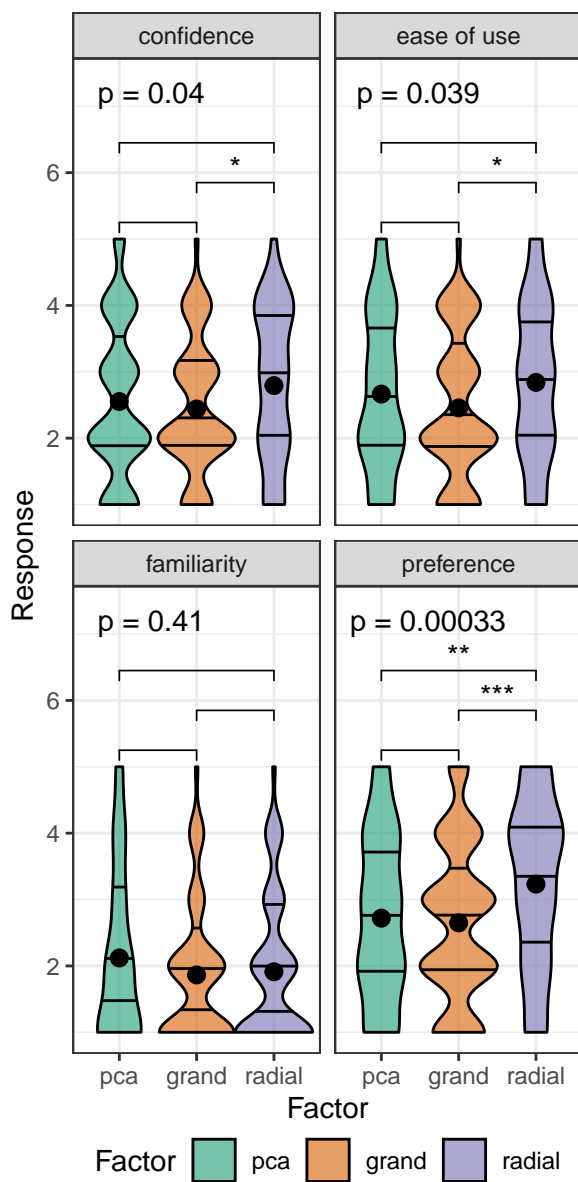 confidence
ease of use
p = 0.04
p = 0.039
*
*
6
4
2
Response
familiarity
preference
p = 0.41
p = 0.00033
**
***
6
4
2
pca grand radial
pca grand radial
Factor
Factor pca grand radial